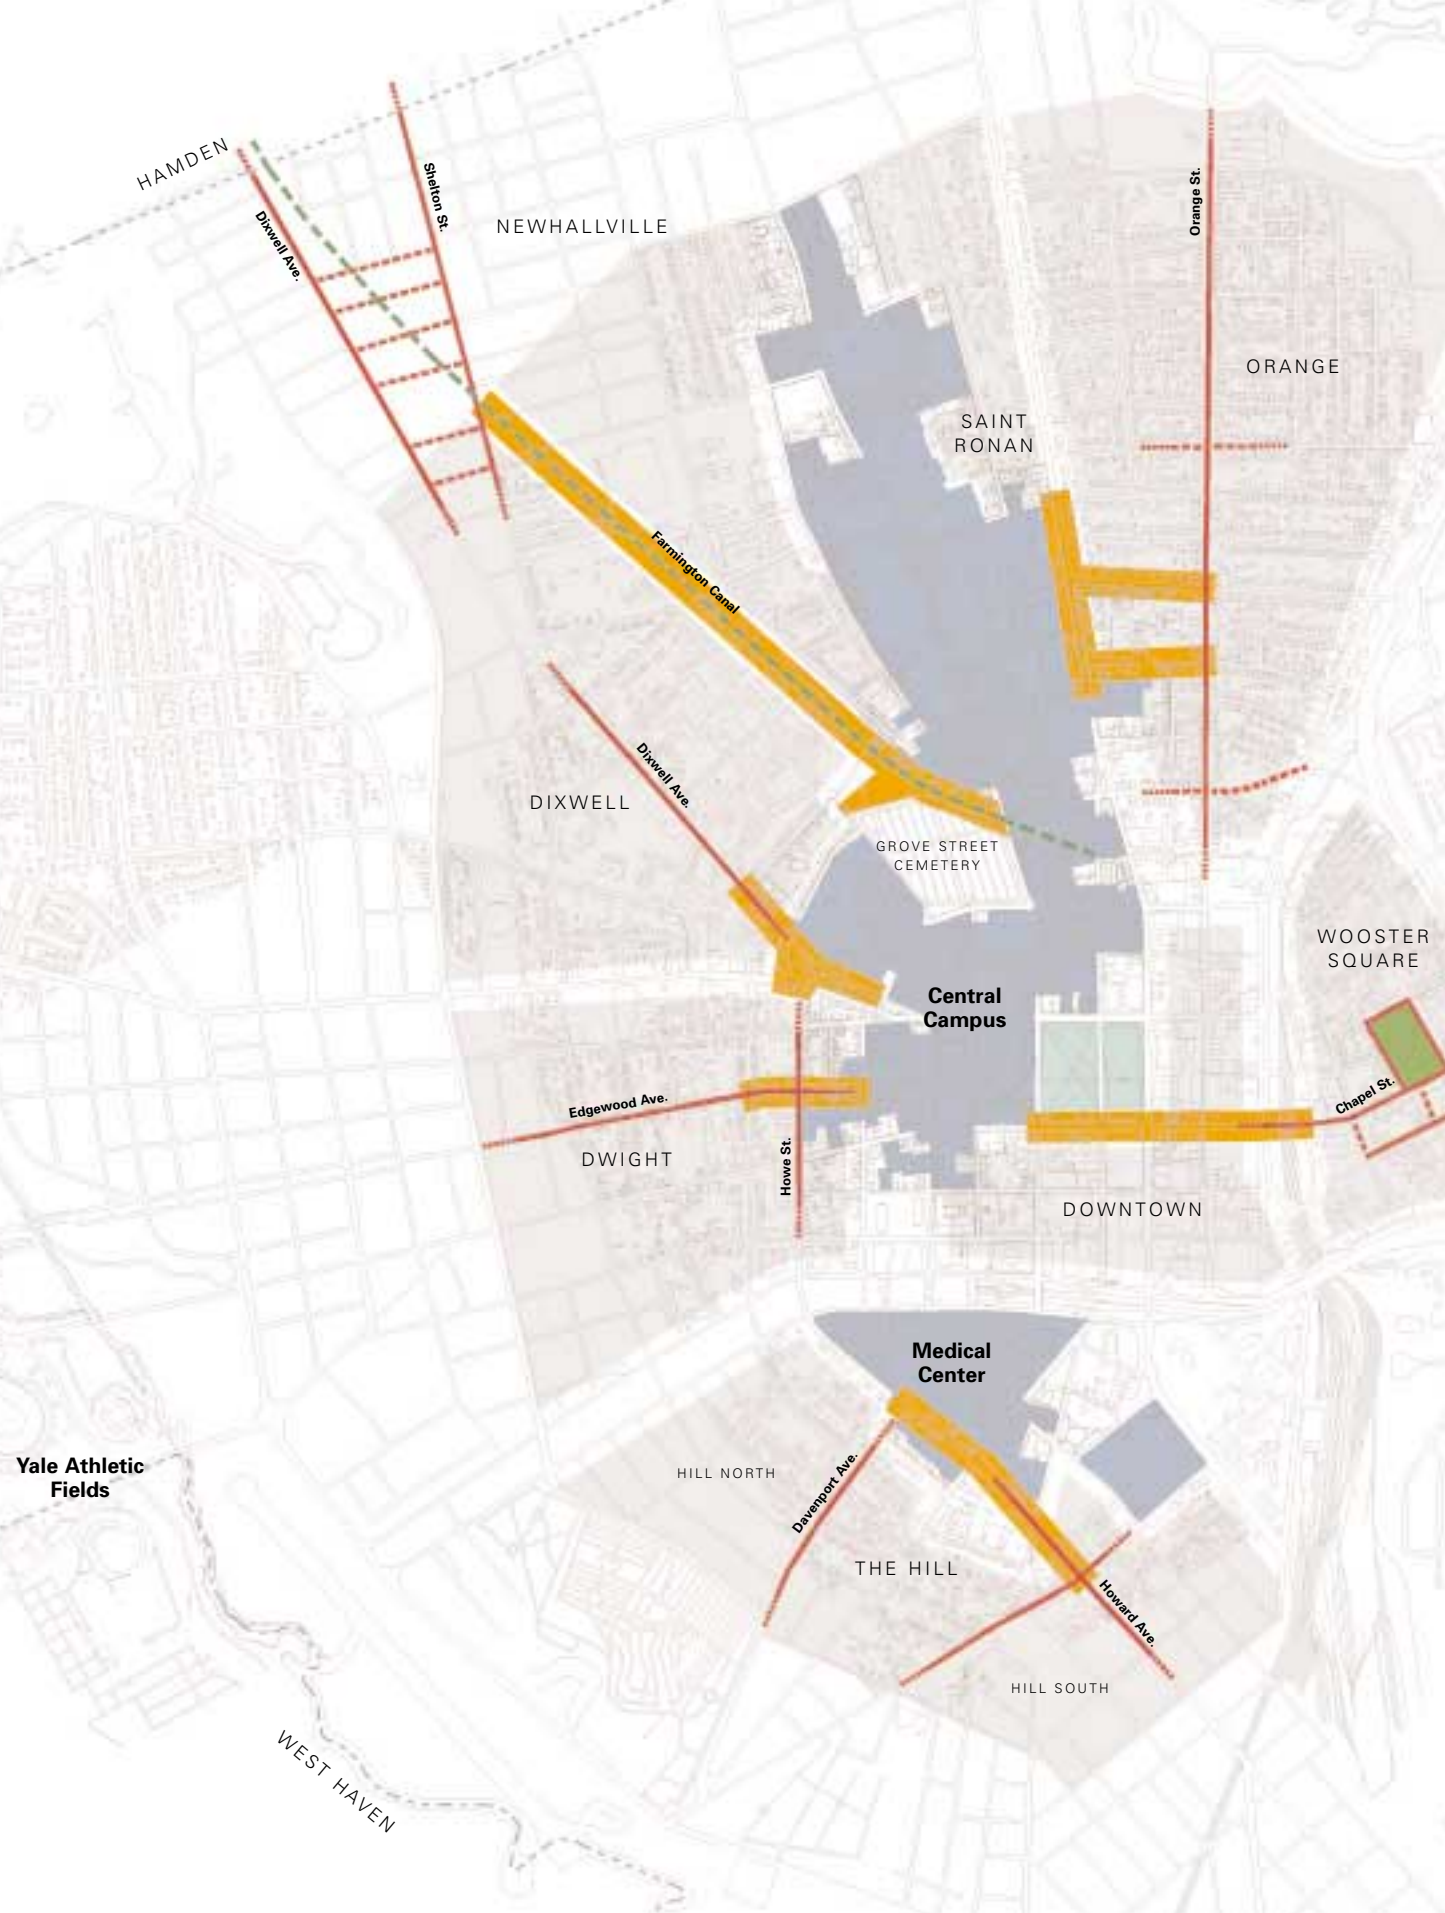 HAMDEN
Shelton St.
Dixwell Ave.
NEWHALLVILLE
Orange St.
ORANGE
SAINT
RONAN
Farmington Canal
Dixwell Ave.
DIXWELL
GROVE STREET
CEMETERY
WOOSTER
SQUARE
Central
Campus
Edgewood Ave.
Chapel St.
DWIGHT
Howe St.
DOWNTOWN
Medical
Center
Yale Athletic
Fields
HILL NORTH
Davenport Ave.
THE HILL
Howard Ave.
HILL SOUTH
WEST HAVEN